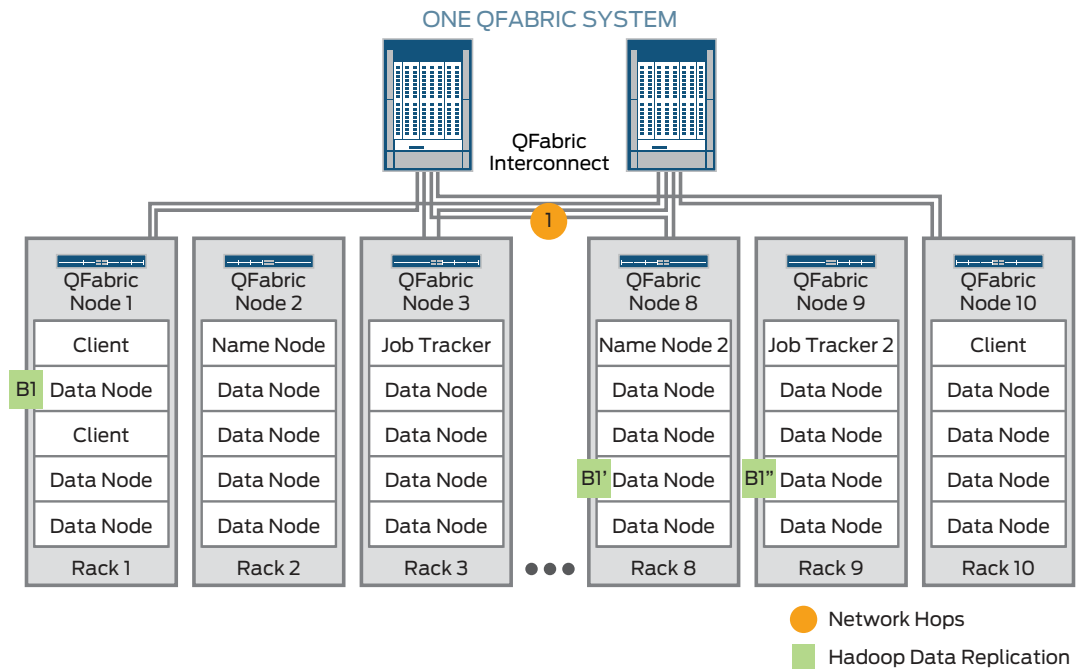 ONE QFABRIC SYSTEM
QFabric
Interconnect
1
QFabric
Node 1
Client
B1
Data Node
Client
Data Node
Data Node
Rack 1
QFabric
Node 2
Name Node
Data Node
Data Node
Data Node
Data Node
Rack 2
QFabric
Node 3
Job Tracker
Data Node
Data Node
Data Node
Data Node
Rack 3
QFabric
Node 8
Name Node 2
Data Node
Data Node
B1’
Data Node
Data Node
Rack 8
QFabric
Node 9
Job Tracker 2
Data Node
Data Node
B1”
Data Node
Data Node
Rack 9
QFabric
Node 10
Client
Data Node
Data Node
Data Node
Data Node
Rack 10
Network Hops
Hadoop Data Replication